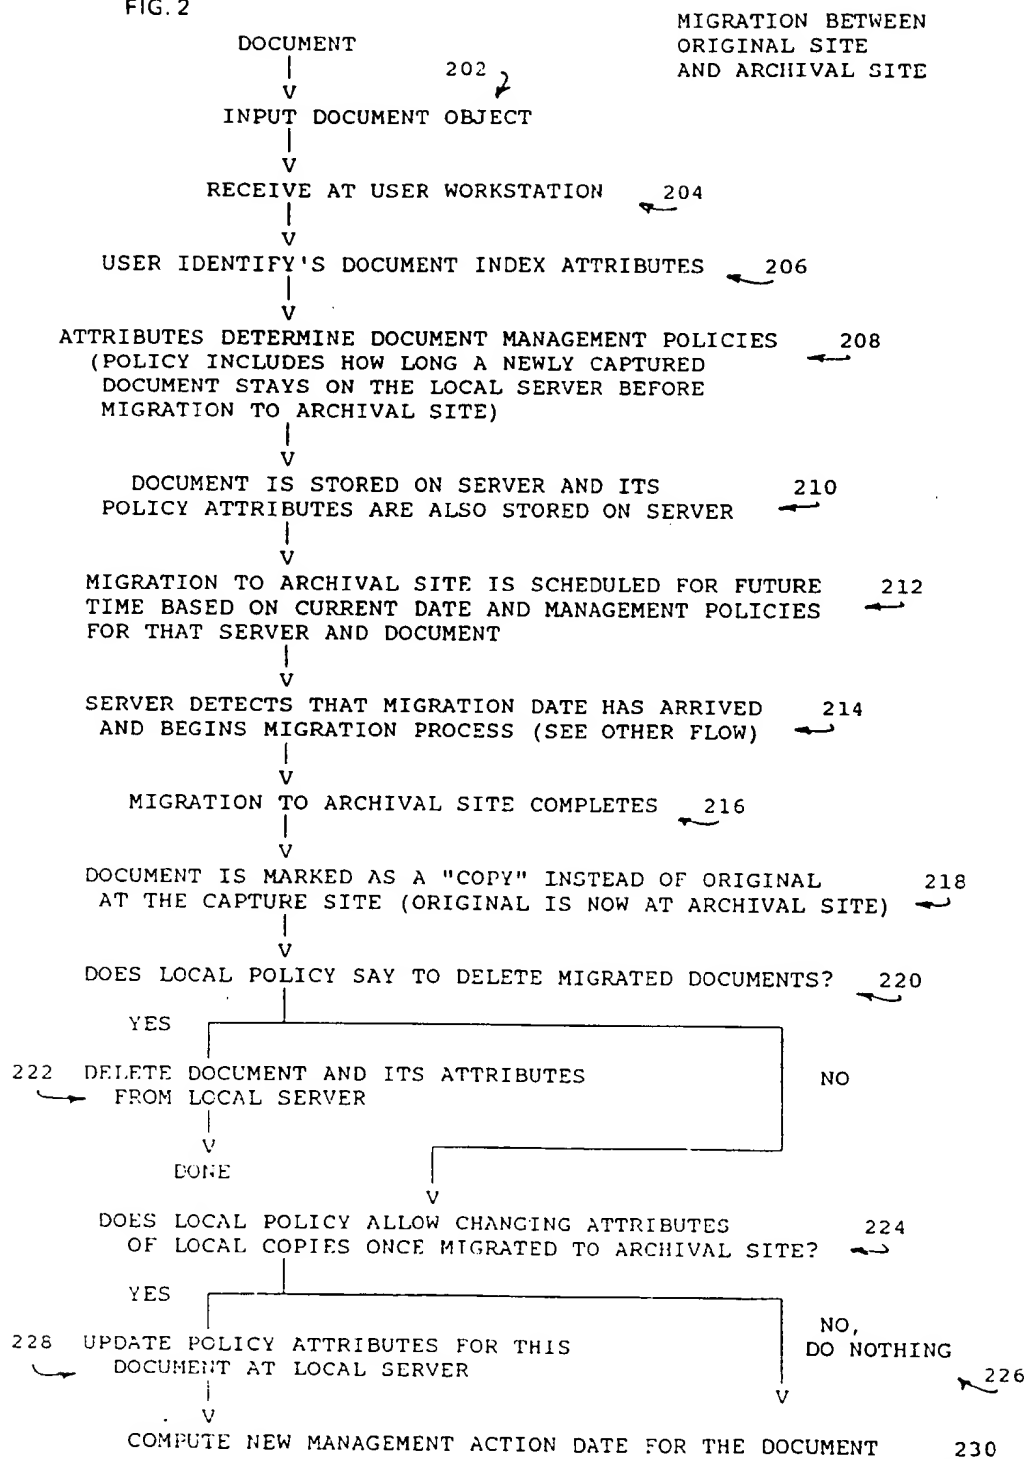 FIG. 2
MIGRATION BETWEEN
ORIGINAL SITE
AND ARCHIVAL SITE
DOCUMENT
202
V
INPUT DOCUMENT OBJECT
V
RECEIVE AT USER WORKSTATION 204
V
USER IDENTIFY'S DOCUMENT INDEX ATTRIBUTES 206
V
ATTRIBUTES DETERMINE DOCUMENT MANAGEMENT POLICIES 208
(POLICY INCLUDES HOW LONG A NEWLY CAPTURED
DOCUMENT STAYS ON THE LOCAL SERVER BEFORE
MIGRATION TO ARCHIVAL SITE)
V
DOCUMENT IS STORED ON SERVER AND ITS 210
POLICY ATTRIBUTES ARE ALSO STORED ON SERVER
V
MIGRATION TO ARCHIVAL SITE IS SCHEDULED FOR FUTURE 212
TIME BASED ON CURRENT DATE AND MANAGEMENT POLICIES
FOR THAT SERVER AND DOCUMENT
V
SERVER DETECTS THAT MIGRATION DATE HAS ARRIVED 214
AND BEGINS MIGRATION PROCESS (SEE OTHER FLOW)
V
MIGRATION TO ARCHIVAL SITE COMPLETES 216
V
DOCUMENT IS MARKED AS A "COPY" INSTEAD OF ORIGINAL 218
AT THE CAPTURE SITE (ORIGINAL IS NOW AT ARCHIVAL SITE)
V
DOES LOCAL POLICY SAY TO DELETE MIGRATED DOCUMENTS? 220
YES
222 DELETE DOCUMENT AND ITS ATTRIBUTES NO
FROM LOCAL SERVER
V
DONE
V
DOES LOCAL POLICY ALLOW CHANGING ATTRIBUTES 224
OF LOCAL COPIES ONCE MIGRATED TO ARCHIVAL SITE?
YES
NO,
228 UPDATE POLICY ATTRIBUTES FOR THIS DO NOTHING
DOCUMENT AT LOCAL SERVER 226
V
V
COMPUTE NEW MANAGEMENT ACTION DATE FOR THE DOCUMENT 230